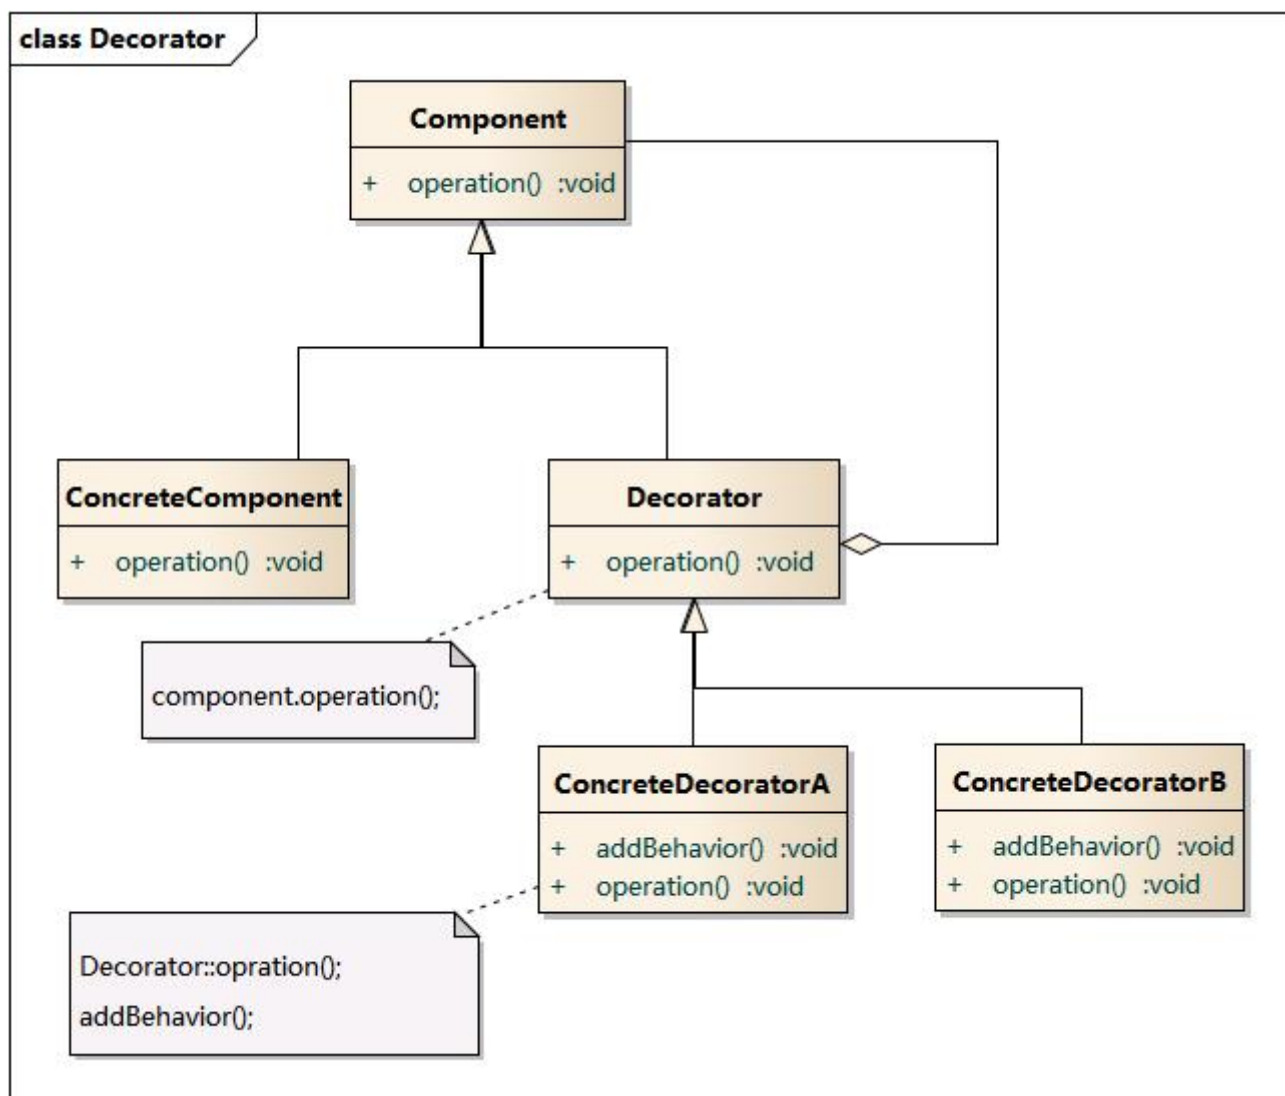 class Decorator
Component
+ operation() :void
ConcreteComponent
+ operation() :void
Decorator
+ operation() :void
component.operation();
ConcreteDecoratorA
+ addBehavior() :void
+ operation() :void
ConcreteDecoratorB
+ addBehavior() :void
+ operation() :void
Decorator::opration();
addBehavior();